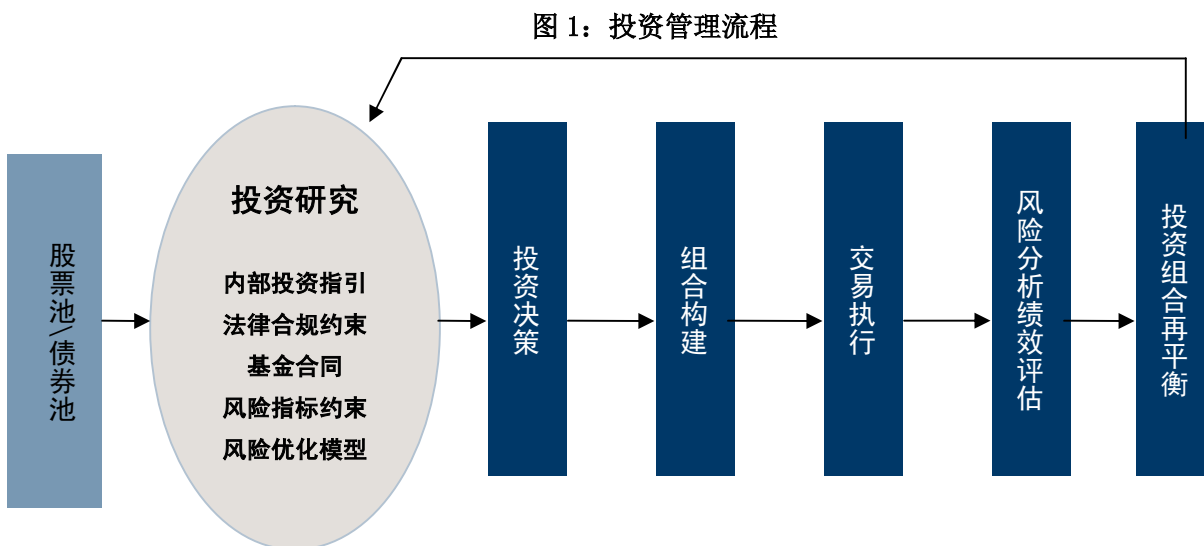 图 1：投资管理流程
股票池/债券池
投资研究
内部投资指引
法律合规约束
基金合同
风险指标约束
风险优化模型
投资决策
组合构建
交易执行
风险分析绩效评估
投资组合再平衡